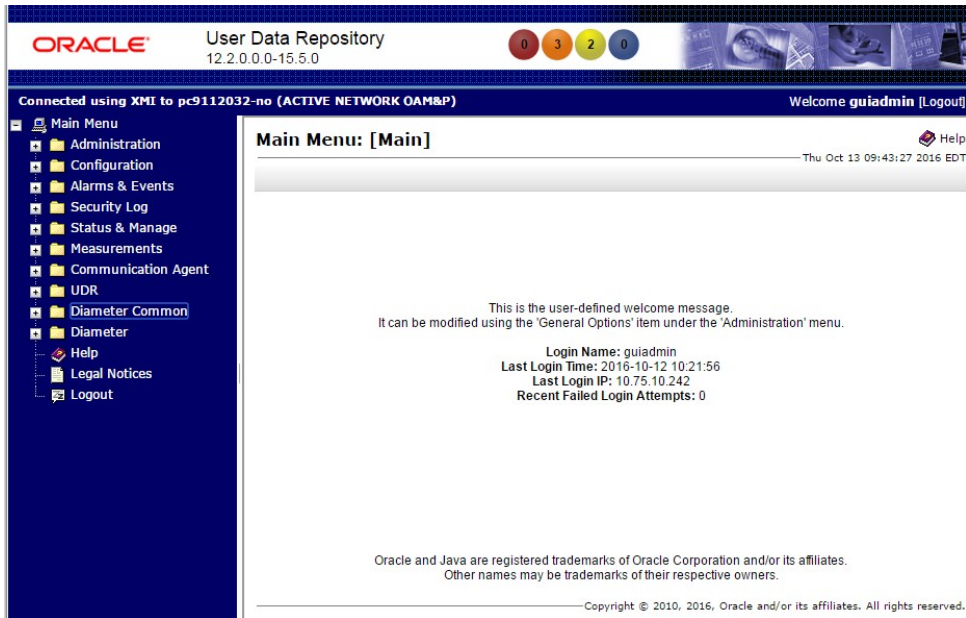 ORACLE®
User Data Repository
12.2.0.0.0-15.5.0
0 3 2 0
Connected using XMI to pc9112032-no (ACTIVE NETWORK OAM&P)
Welcome guiadmin [Logout]
Main Menu
Administration
Configuration
Alarms & Events
Security Log
Status & Manage
Measurements
Communication Agent
UDR
Diameter Common
Diameter
Help
Legal Notices
Logout
Main Menu: [Main]
Help
Thu Oct 13 09:43:27 2016 EDT
This is the user-defined welcome message.
It can be modified using the 'General Options' item under the 'Administration' menu.
Login Name: guiadmin
Last Login Time: 2016-10-12 10:21:56
Last Login IP: 10.75.10.242
Recent Failed Login Attempts: 0
Oracle and Java are registered trademarks of Oracle Corporation and/or its affiliates.
Other names may be trademarks of their respective owners.
Copyright © 2010, 2016, Oracle and/or its affiliates. All rights reserved.